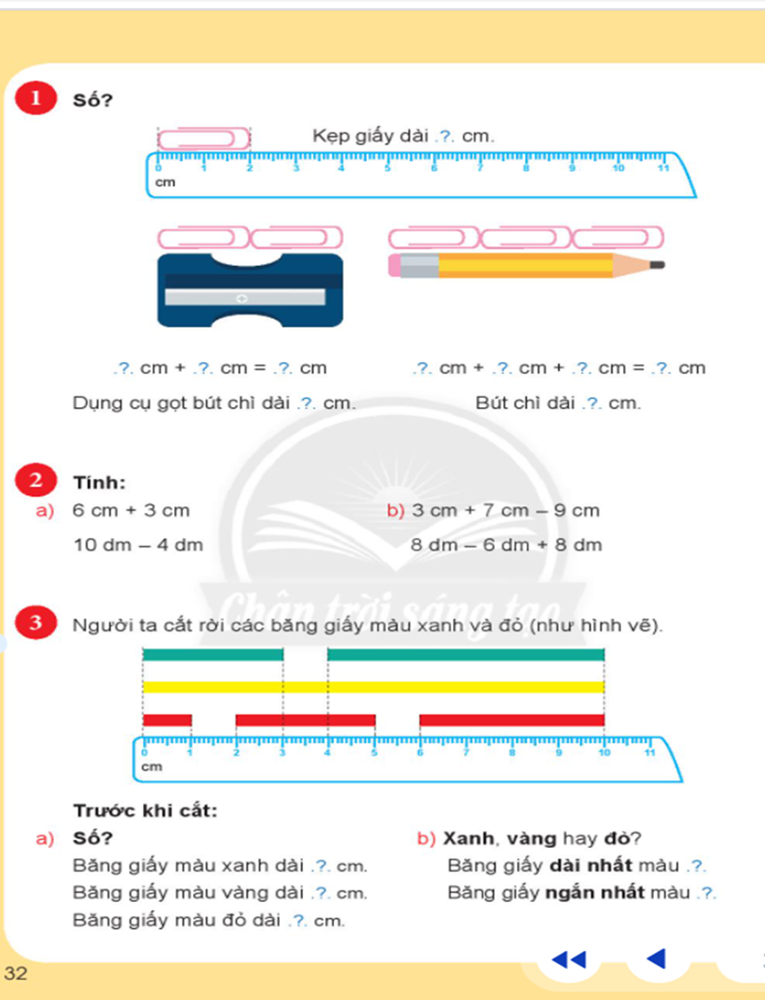 1 Số?
Kẹp giấy dài .?. cm.
0 1 2 3 4 5 6 7 8 9 10 11
cm
.?. cm + .?. cm = .?. cm
.?. cm + .?. cm + .?. cm = .?. cm
Dụng cụ gọt bút chì dài .?. cm.
Bút chì dài .?. cm.
2 Tính:
a) 6 cm + 3 cm
10 dm – 4 dm
b) 3 cm + 7 cm – 9 cm
8 dm – 6 dm + 8 dm
Chân trời sáng tạo
3 Người ta cắt rời các băng giấy màu xanh và đỏ (như hình vẽ).
0 1 2 3 4 5 6 7 8 9 10 11
cm
Trước khi cắt:
a) Số?
Băng giấy màu xanh dài .?. cm.
Băng giấy màu vàng dài .?. cm.
Băng giấy màu đỏ dài .?. cm.
b) Xanh, vàng hay đỏ?
Băng giấy dài nhất màu .?.
Băng giấy ngắn nhất màu .?.
32